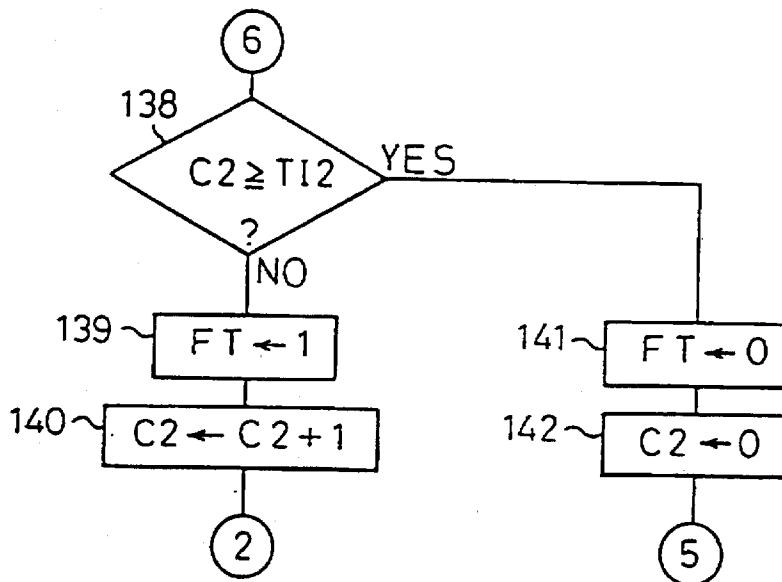 6
138
C2≧TI2
?
YES
NO
139
FT←1
141
FT←0
140
C2←C2+1
142
C2←0
2
5